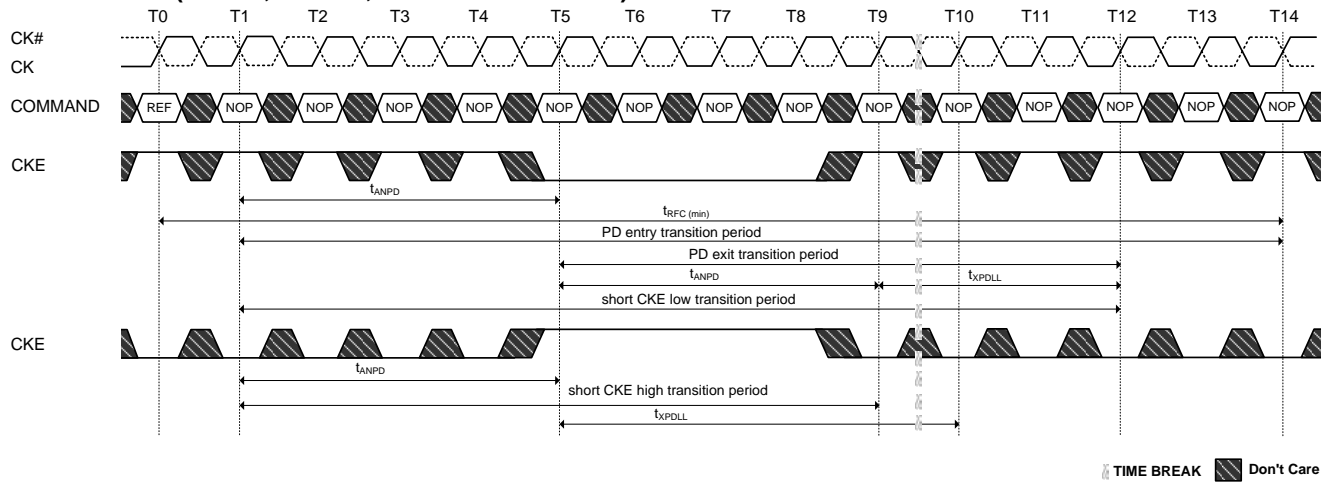 T0 T1 T2 T3 T4 T5 T6 T7 T8 T9 T10 T11 T12 T13 T14
CK#
CK
COMMAND REF NOP NOP NOP NOP NOP NOP NOP NOP NOP NOP NOP NOP NOP NOP
CKE
tANPD
tRFC (min)
PD entry transition period
PD exit transition period
tANPD tXPDLL
short CKE low transition period
CKE
tANPD
short CKE high transition period
tXPDLL
TIME BREAK Don't Care